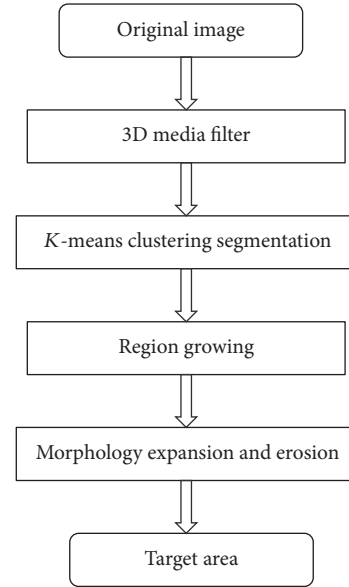 Original image
3D media filter
K-means clustering segmentation
Region growing
Morphology expansion and erosion
Target area